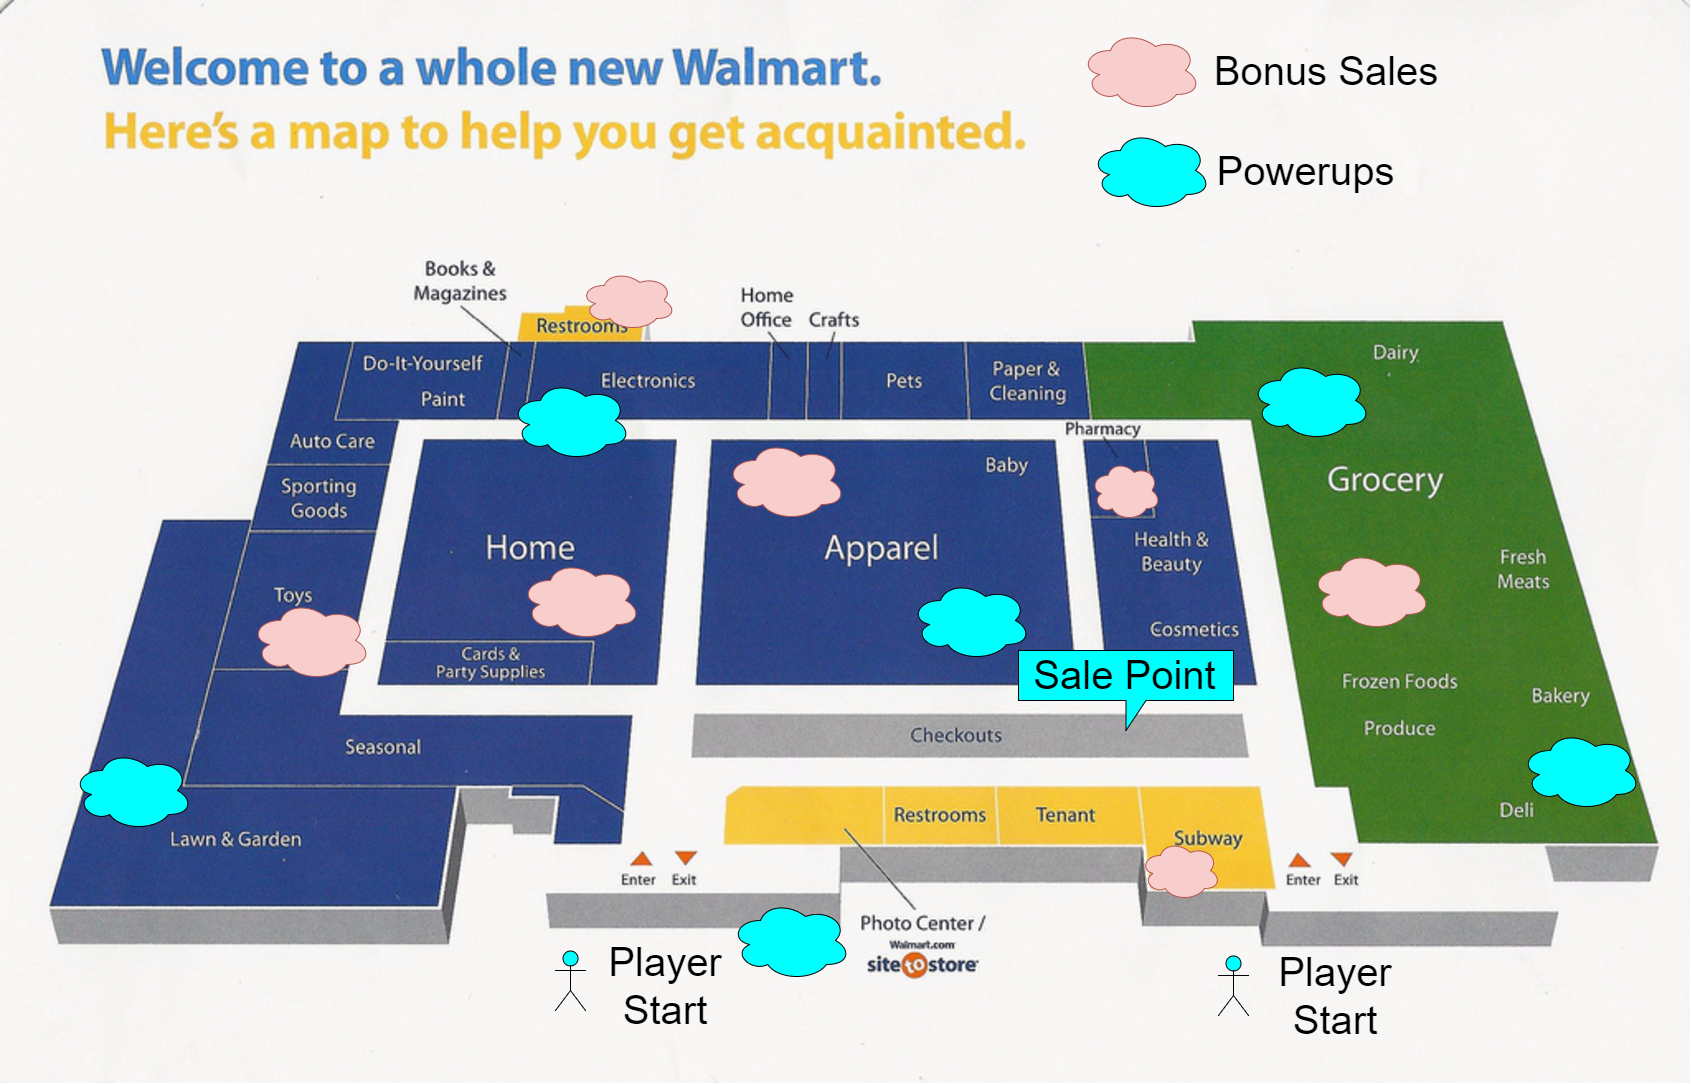 Welcome to a whole new Walmart.
Here's a map to help you get acquainted.
Bonus Sales
Powerups
Books &
Magazines
Restrooms
Home
Office
Crafts
Do-It-Yourself
Paint
Electronics
Pets
Paper &
Cleaning
Dairy
Auto Care
Pharmacy
Baby
Sporting
Goods
Grocery
Home
Apparel
Health &
Beauty
Fresh
Meats
Toys
Cosmetics
Cards &
Party Supplies
Sale Point
Frozen Foods
Bakery
Produce
Checkouts
Seasonal
Restrooms
Tenant
Subway
Deli
Lawn & Garden
Enter
Exit
Enter
Exit
Photo Center /
Walmart.com
site to store
Player
Start
Player
Start